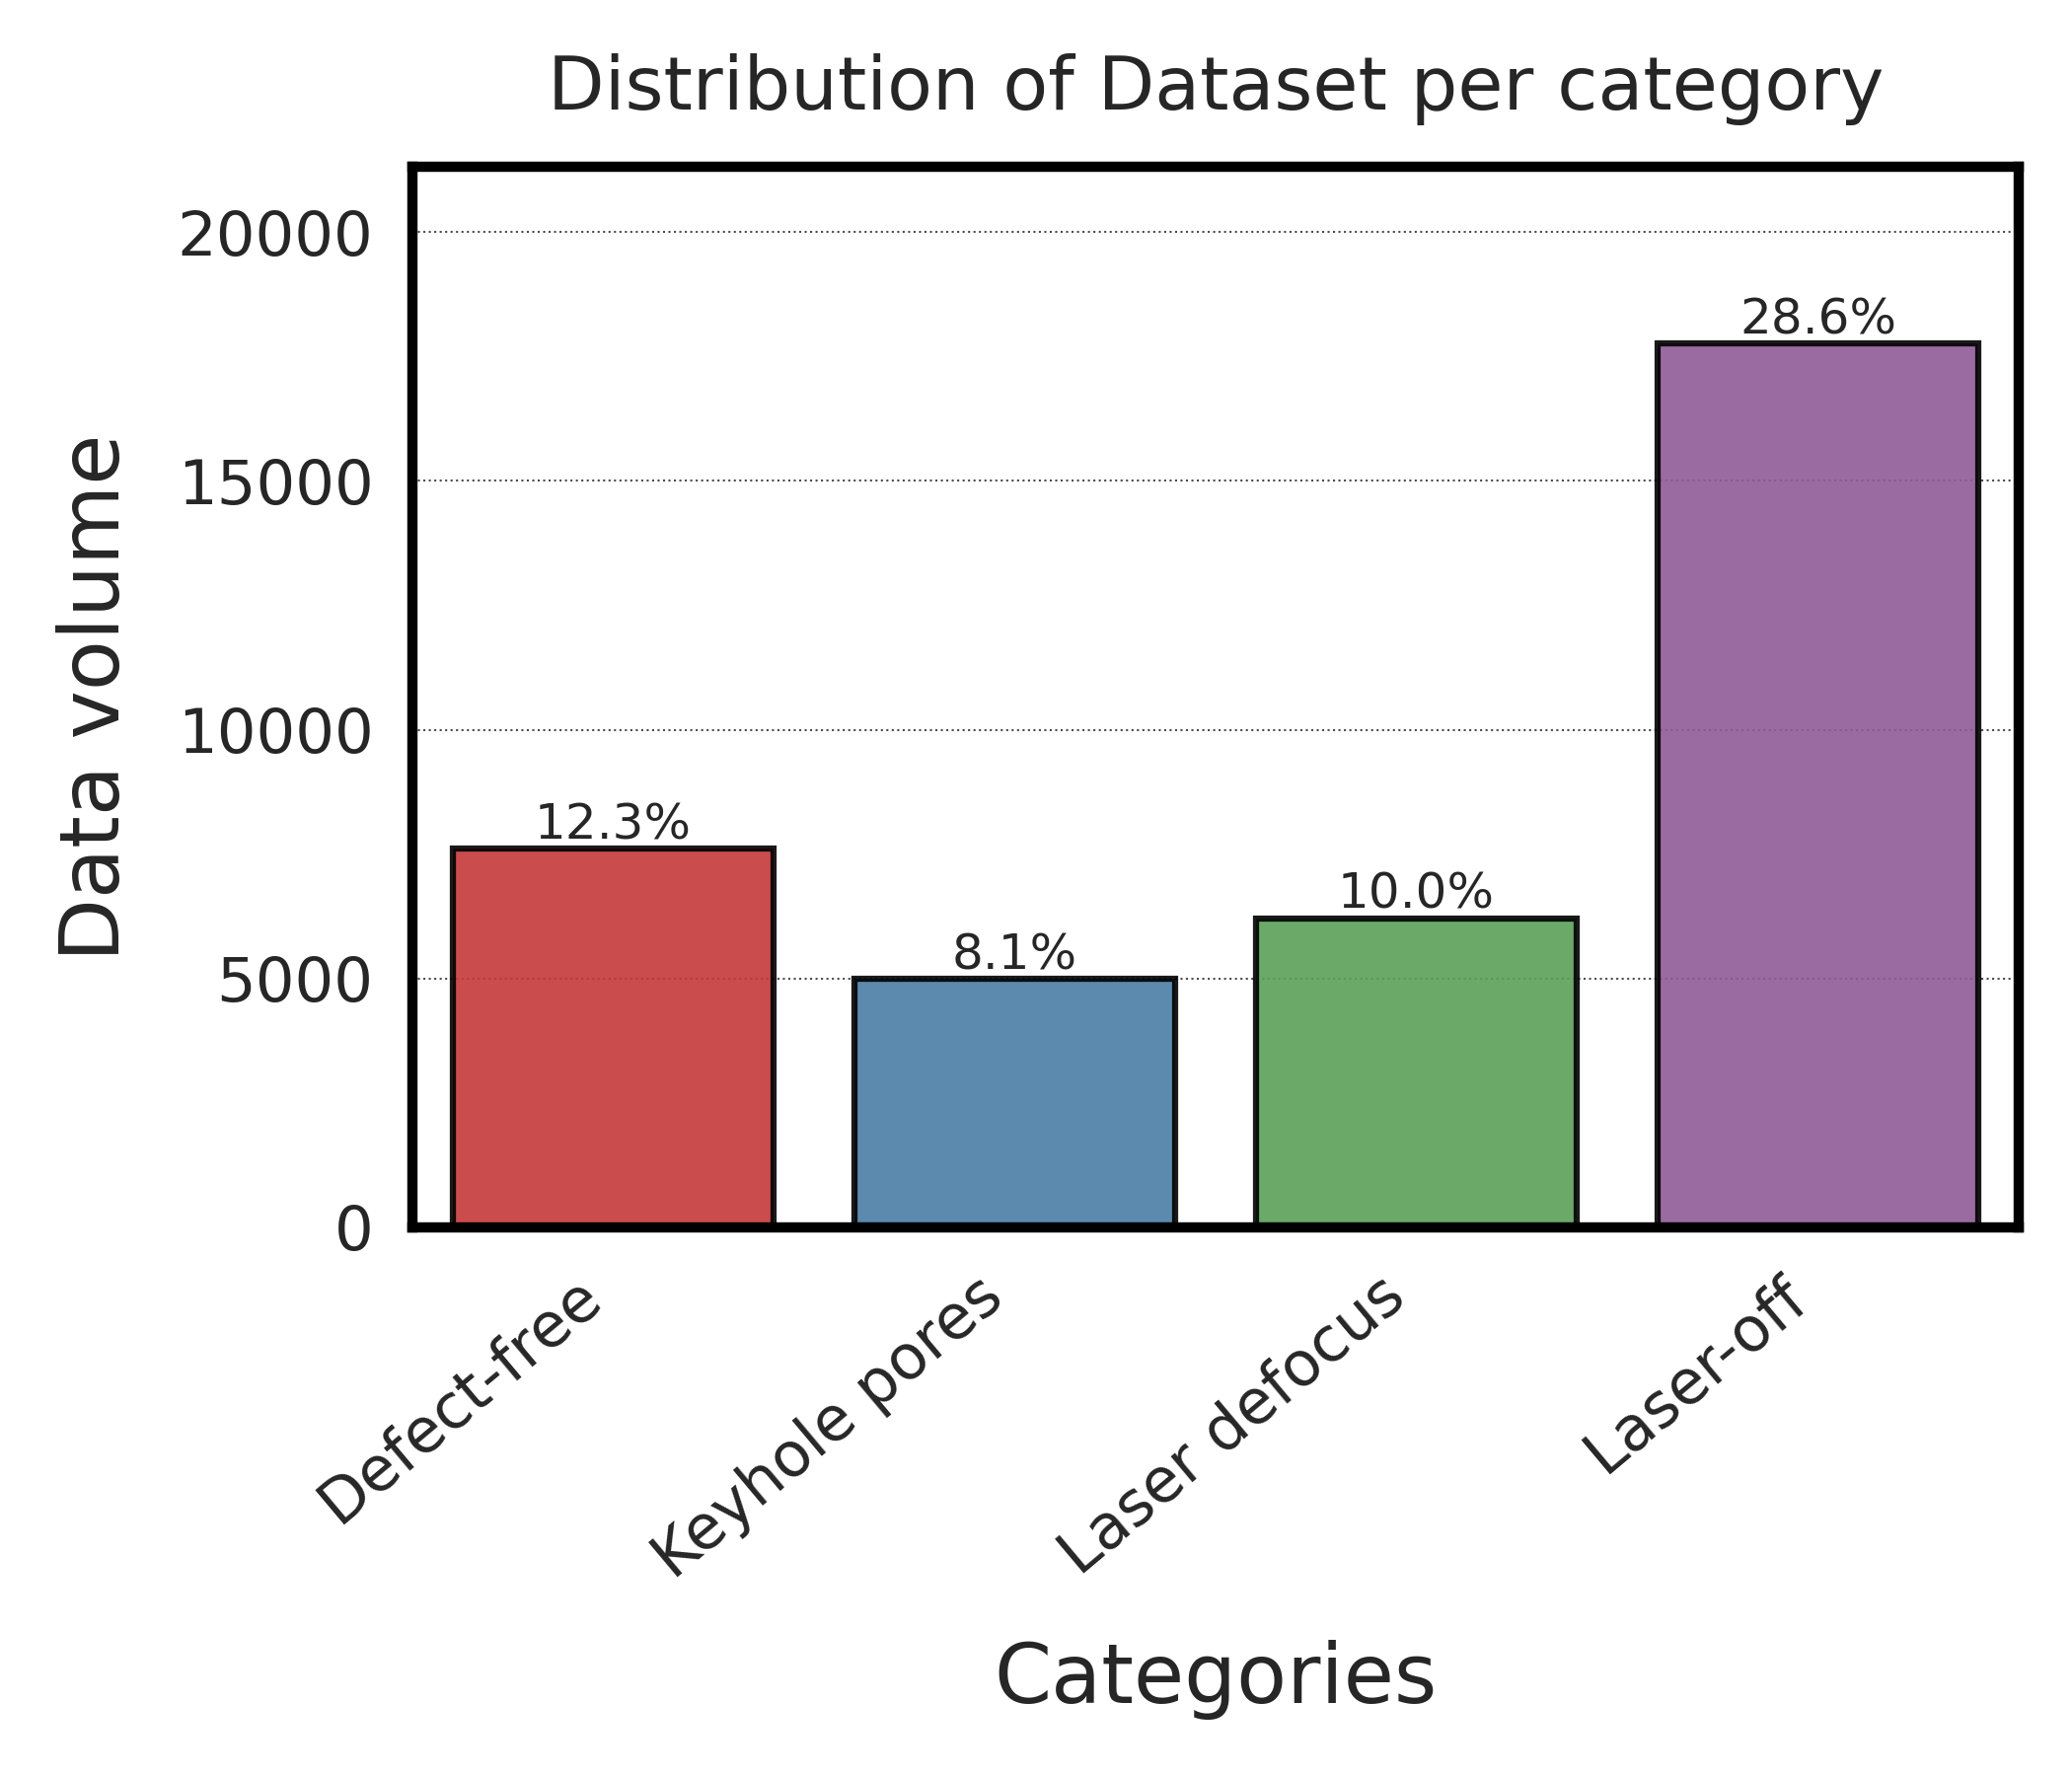 Distribution of Dataset per category
20000
15000
10000
5000
0
Data volume
12.3%
8.1%
10.0%
28.6%
Defect-free
Keyhole pores
Laser defocus
Laser-off
Categories